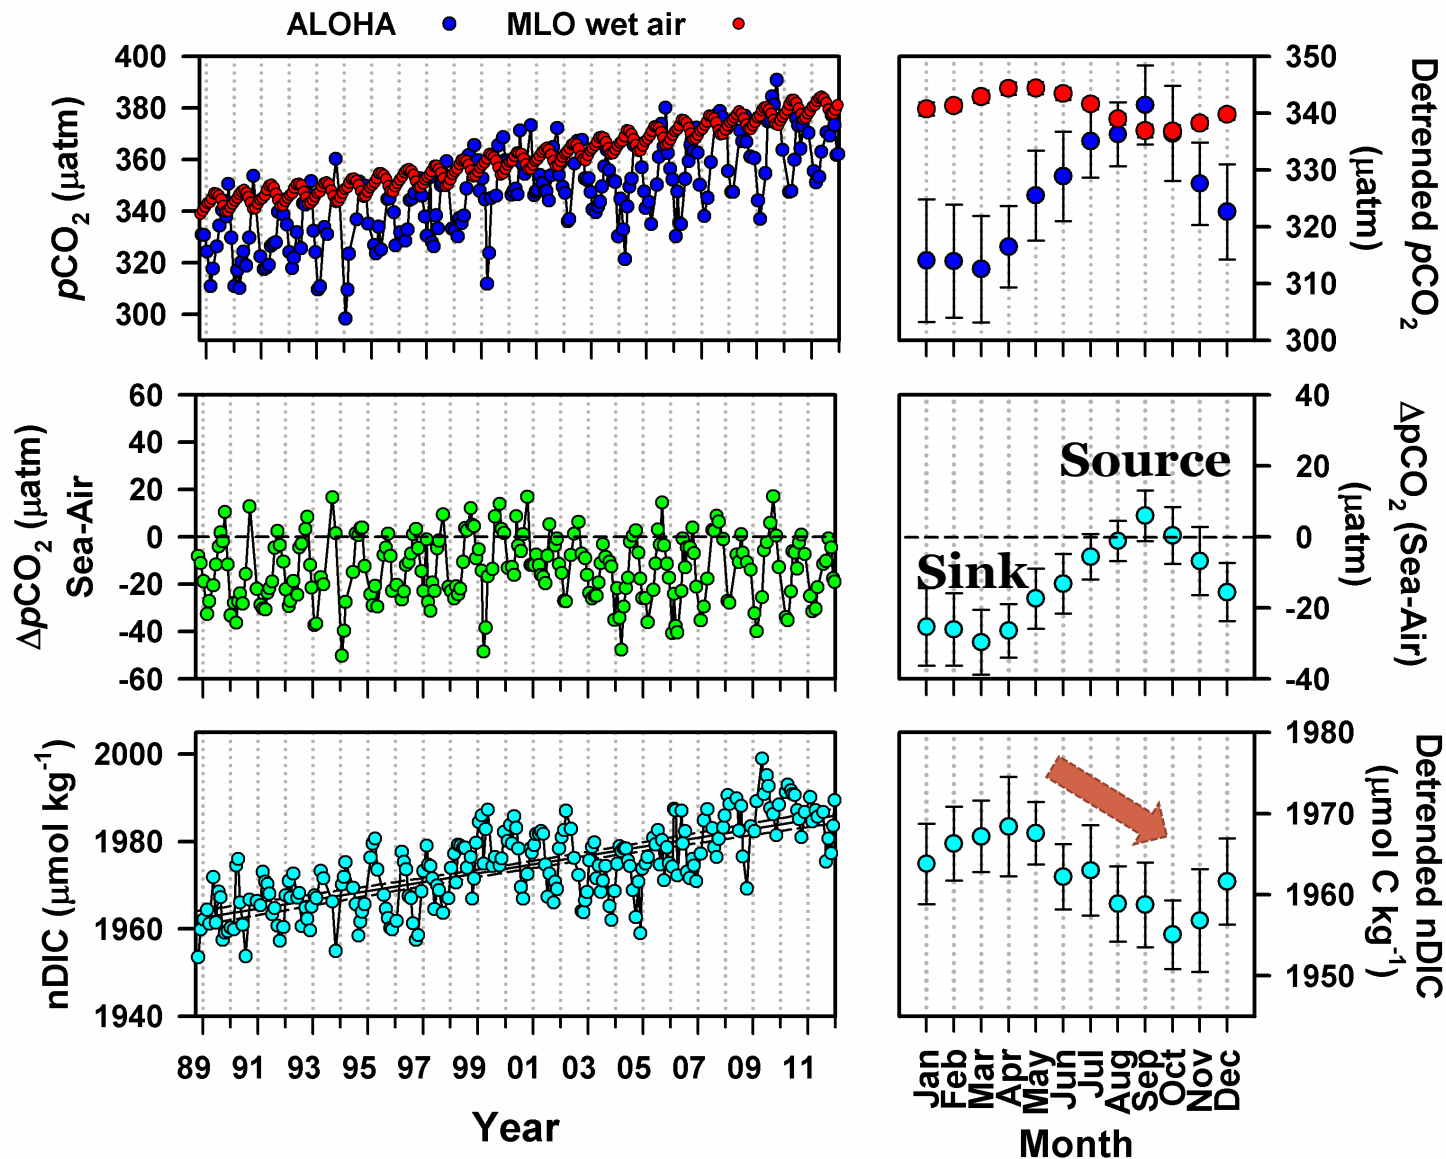 ALOHA MLO wet air
400
380
360
340
320
300
pCO2 (µatm)
350
340
330
320
310
300
Detrended pCO2
(µatm)
60
40
20
0
-20
-40
-60
ΔpCO2 (µatm)
Sea-Air
Source
Sink
40
20
0
-20
-40
ΔpCO2 (Sea-Air)
(µatm)
2000
1980
1960
1940
nDIC (µmol kg-1)
1980
1970
1960
1950
Detrended nDIC
(µmol C kg-1)
89 91 93 95 97 99 01 03 05 07 09 11
Year
Jan Feb Mar Apr May Jun Jul Aug Sep Oct Nov Dec
Month